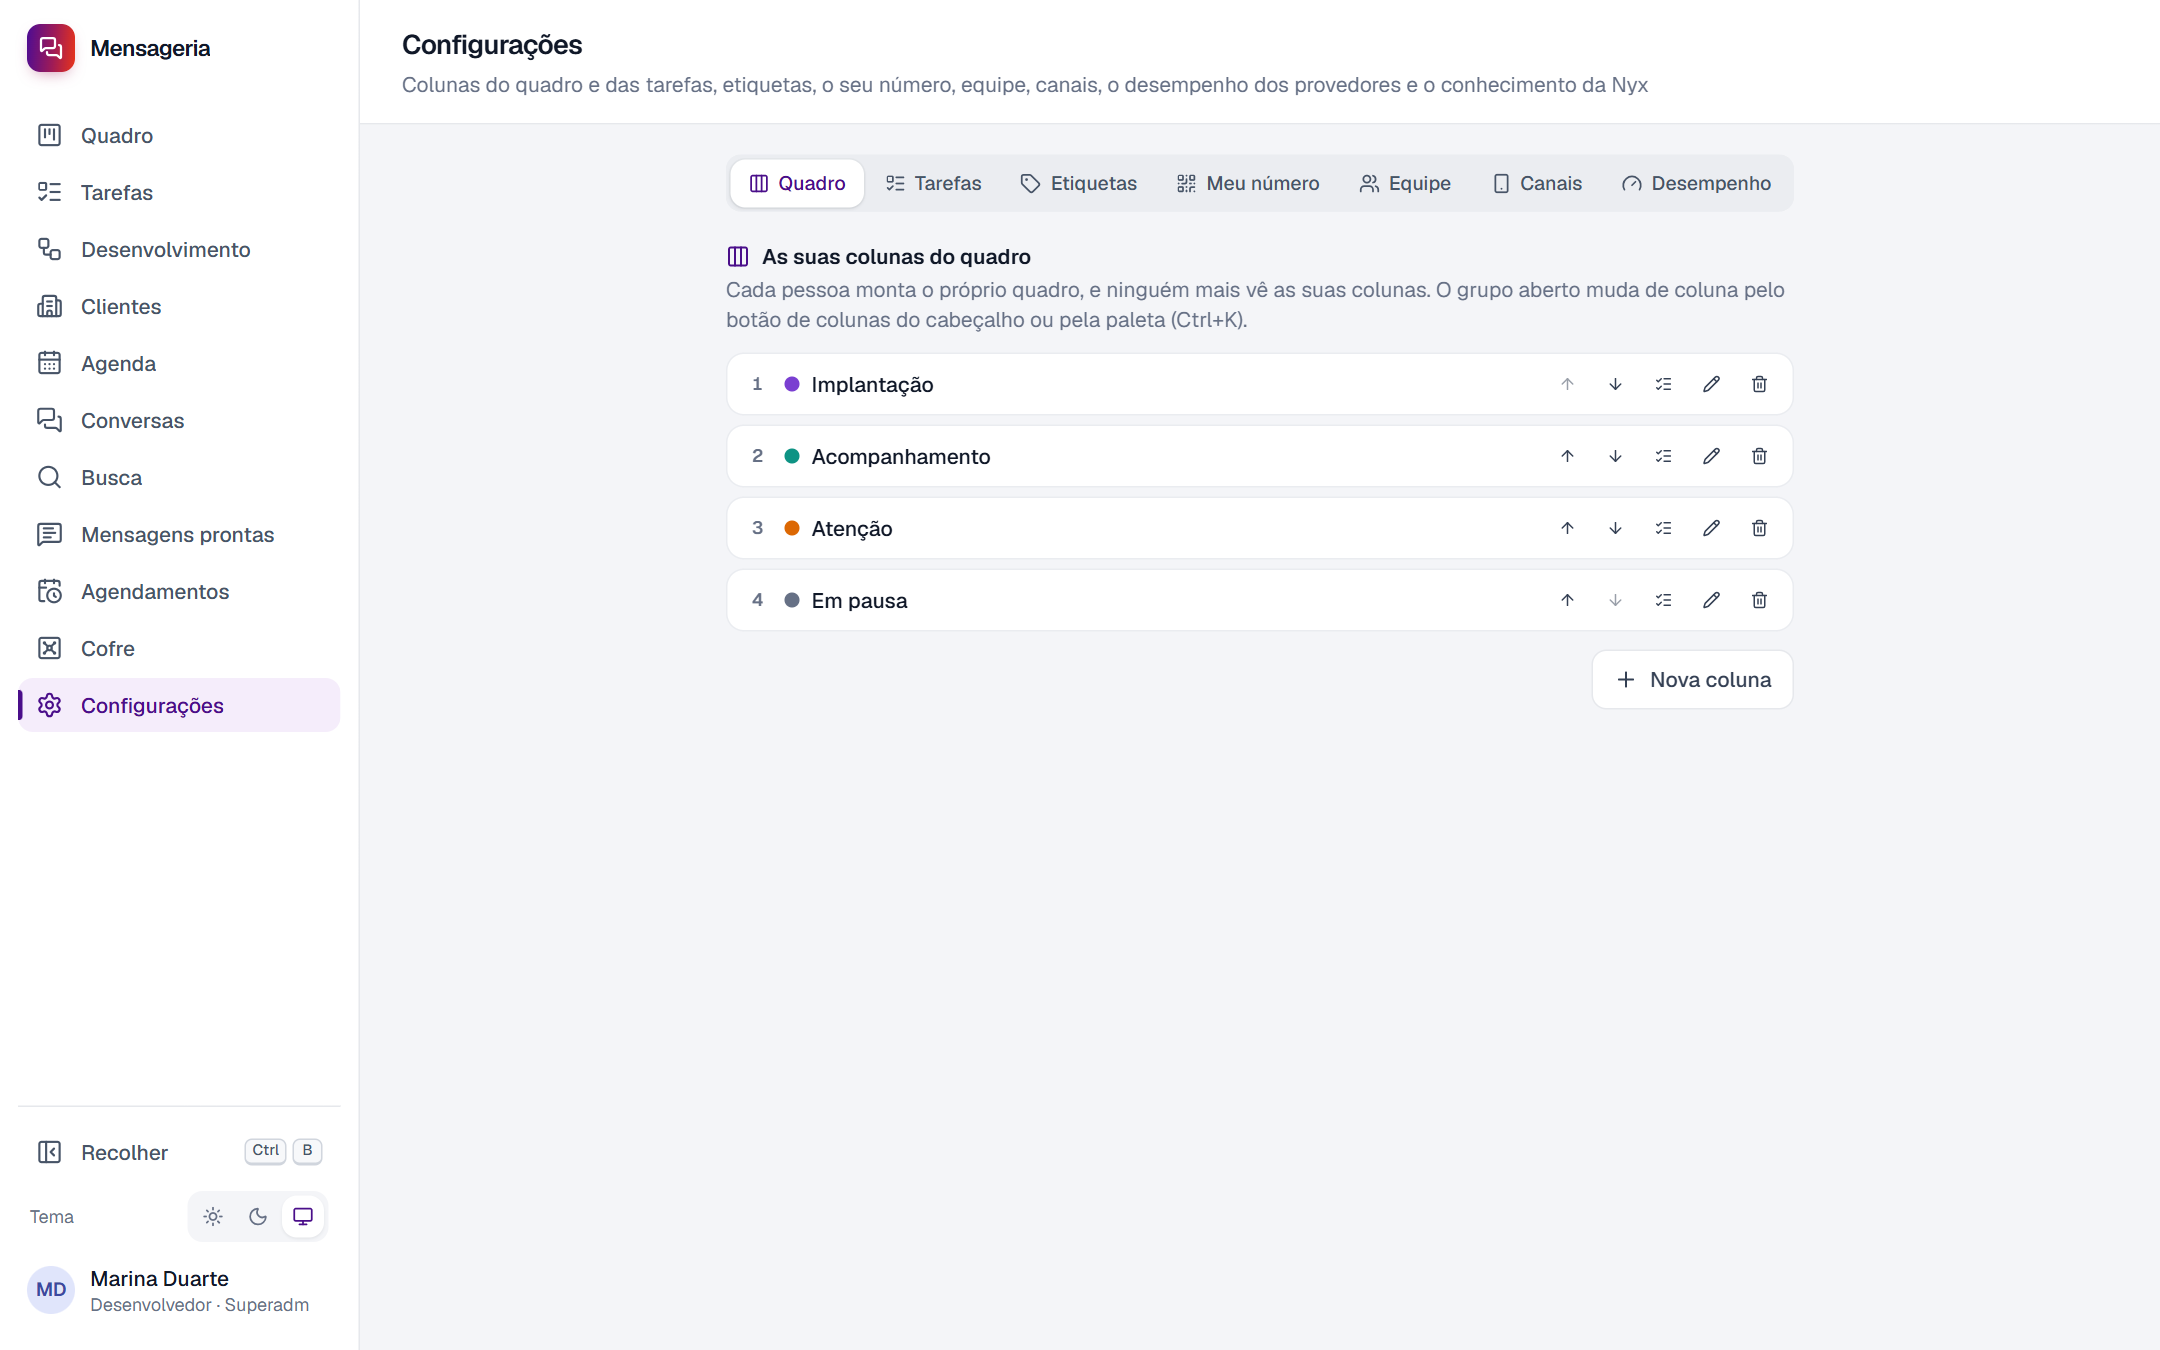 Mensageria
Quadro
Tarefas
Desenvolvimento
Clientes
Agenda
Conversas
Busca
Mensagens prontas
Agendamentos
Cofre
Configurações
Recolher Ctrl B
Tema
MD
Marina Duarte
Desenvolvedor · Superadm
Configurações
Colunas do quadro e das tarefas, etiquetas, o seu número, equipe, canais, o desempenho dos provedores e o conhecimento da Nyx
Quadro Tarefas Etiquetas Meu número Equipe Canais Desempenho
As suas colunas do quadro
Cada pessoa monta o próprio quadro, e ninguém mais vê as suas colunas. O grupo aberto muda de coluna pelo
botão de colunas do cabeçalho ou pela paleta (Ctrl+K).
1 Implantação
2 Acompanhamento
3 Atenção
4 Em pausa
Nova coluna